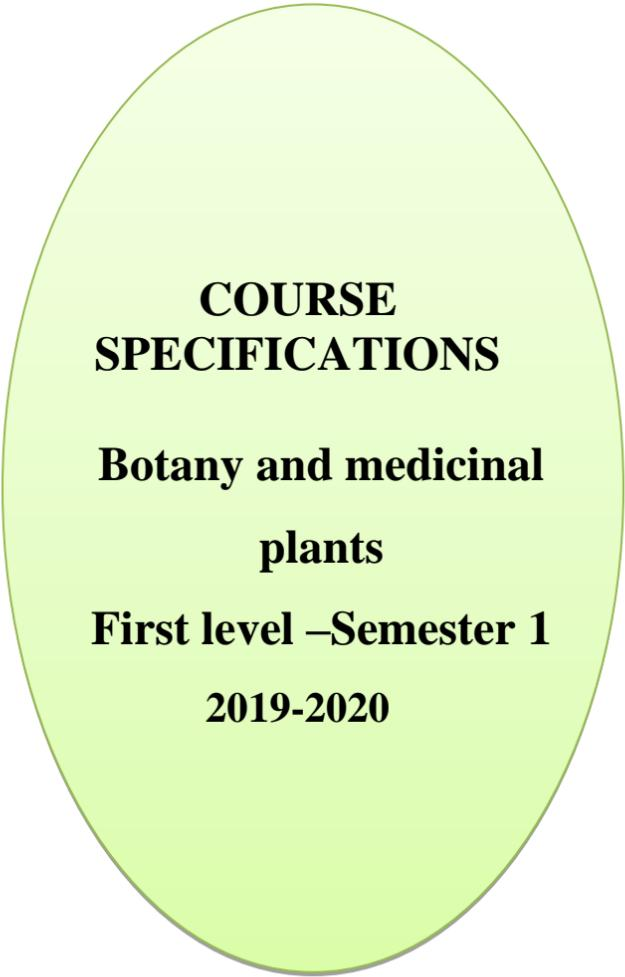 COURSE
SPECIFICATIONS
Botany and medicinal
plants
First level –Semester 1
2019-2020